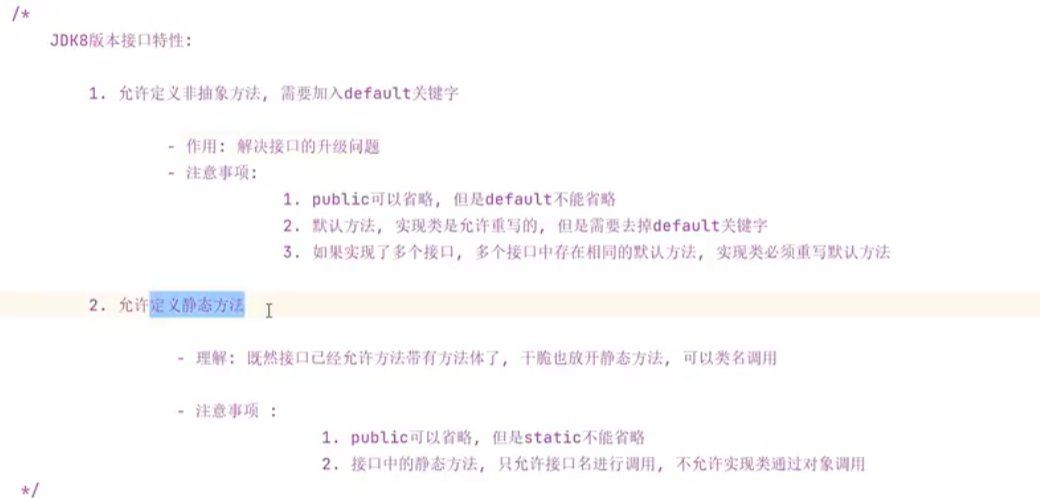 /*
JDK8版本接口特性:
1. 允许定义非抽象方法, 需要加入default关键字
- 作用: 解决接口的升级问题
- 注意事项:
1. public可以省略, 但是default不能省略
2. 默认方法, 实现类是允许重写的, 但是需要去掉default关键字
3. 如果实现了多个接口, 多个接口中存在相同的默认方法, 实现类必须重写默认方法
2. 允许定义静态方法
- 理解: 既然接口已经允许方法带有方法体了, 干脆也放开静态方法, 可以类名调用
- 注意事项 :
1. public可以省略, 但是static不能省略
2. 接口中的静态方法, 只允许接口名进行调用, 不允许实现类通过对象调用
*/